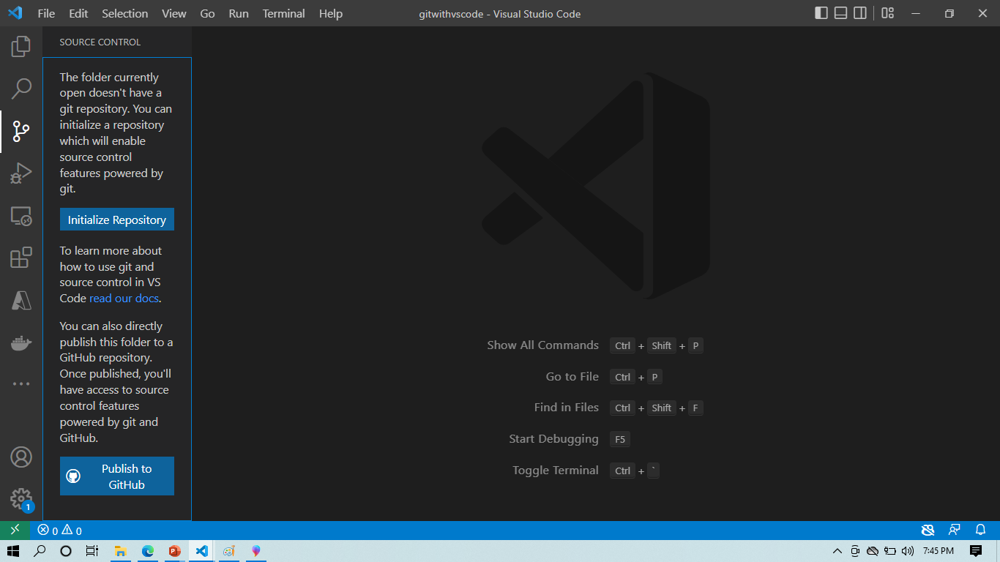 File Edit Selection View Go Run Terminal Help
gitwithvscode - Visual Studio Code
SOURCE CONTROL
The folder currently
open doesn't have a
git repository. You can
initialize a repository
which will enable
source control
features powered by
git.
Initialize Repository
To learn more about
how to use git and
source control in VS
Code read our docs.
You can also directly
publish this folder to a
GitHub repository.
Once published, you'll
have access to source
control features
powered by git and
GitHub.
Publish to
GitHub
Show All Commands Ctrl + Shift + P
Go to File Ctrl + P
Find in Files Ctrl + Shift + F
Start Debugging F5
Toggle Terminal Ctrl + `
1
0 0
7:45 PM